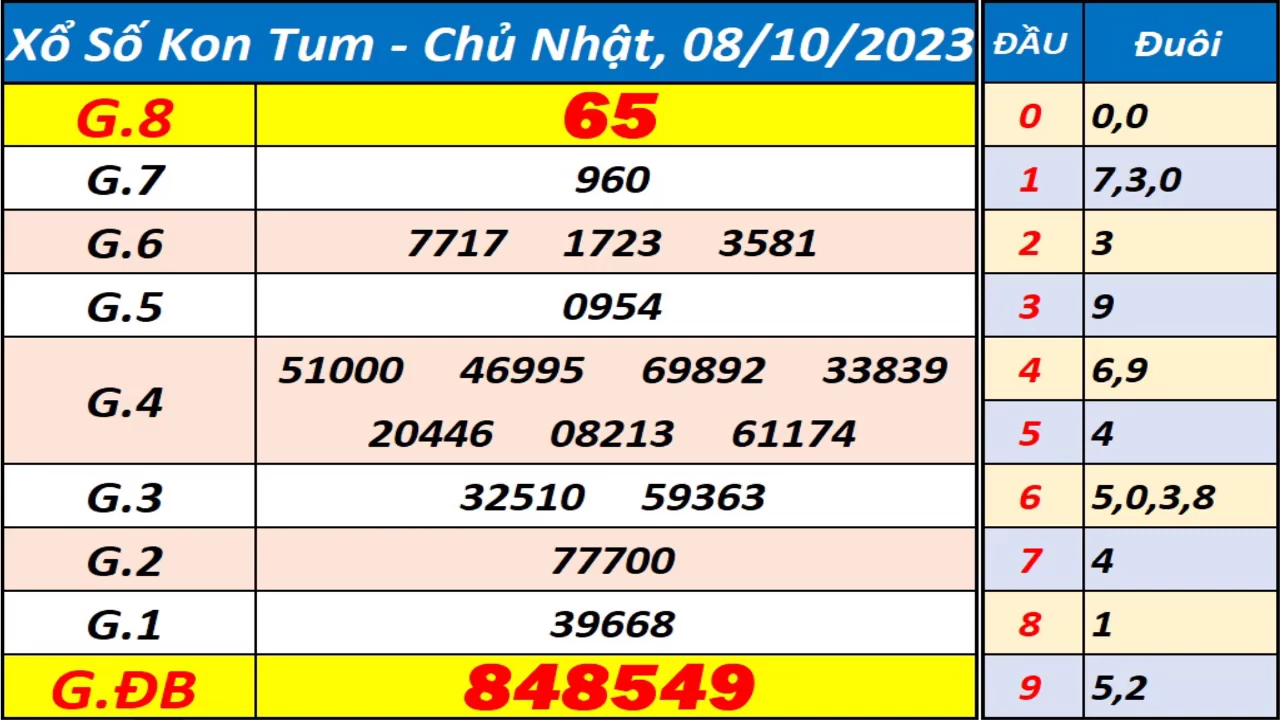 Xổ Số Kon Tum - Chủ Nhật, 08/10/2023 ĐẦU Đuôi
G.8 65 0 0,0
G.7 960 1 7,3,0
G.6 7717 1723 3581 2 3
G.5 0954 3 9
51000 46995 69892 33839 4 6,9
G.4
20446 08213 61174 5 4
G.3 32510 59363 6 5,0,3,8
G.2 77700 7 4
G.1 39668 8 1
G.ĐB 848549 9 5,2